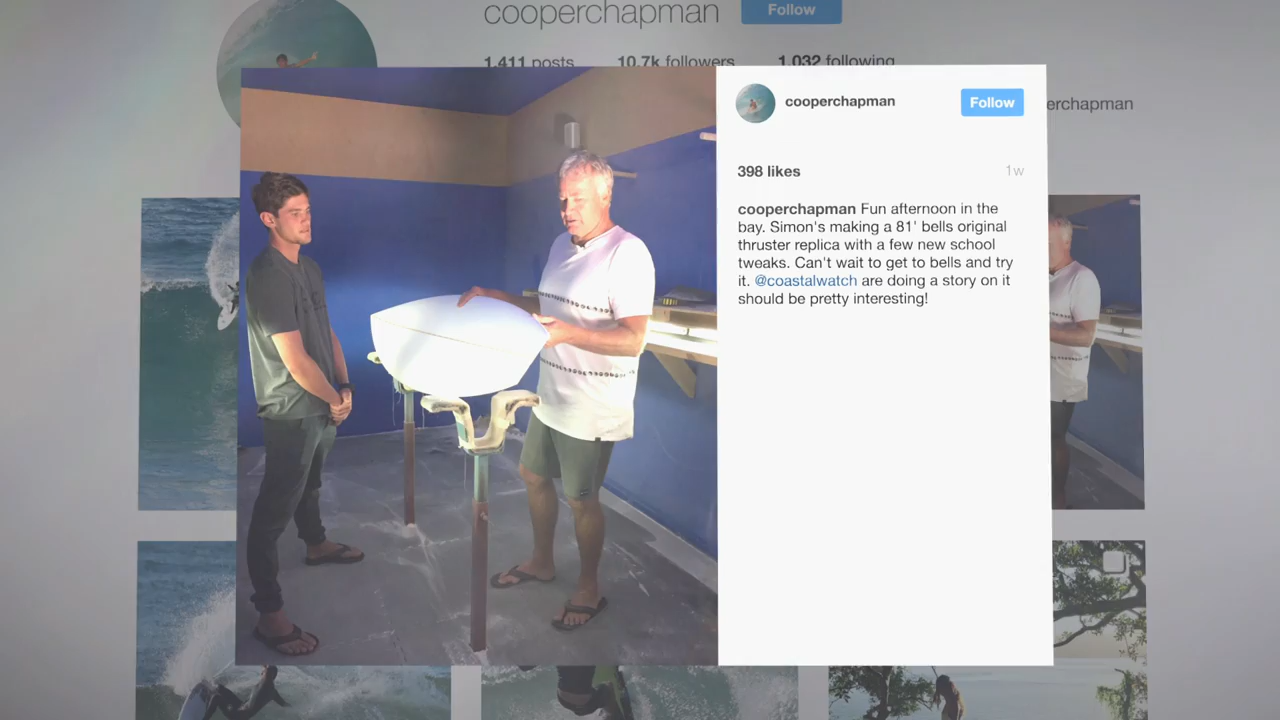 cooperchapman
Follow
1,411 posts 10.7k followers 1,032 following
erchapman
cooperchapman
Follow
398 likes
1w
cooperchapman Fun afternoon in the
bay. Simon's making a 81' bells original
thruster replica with a few new school
tweaks. Can't wait to get to bells and try
it. @coastalwatch are doing a story on it
should be pretty interesting!